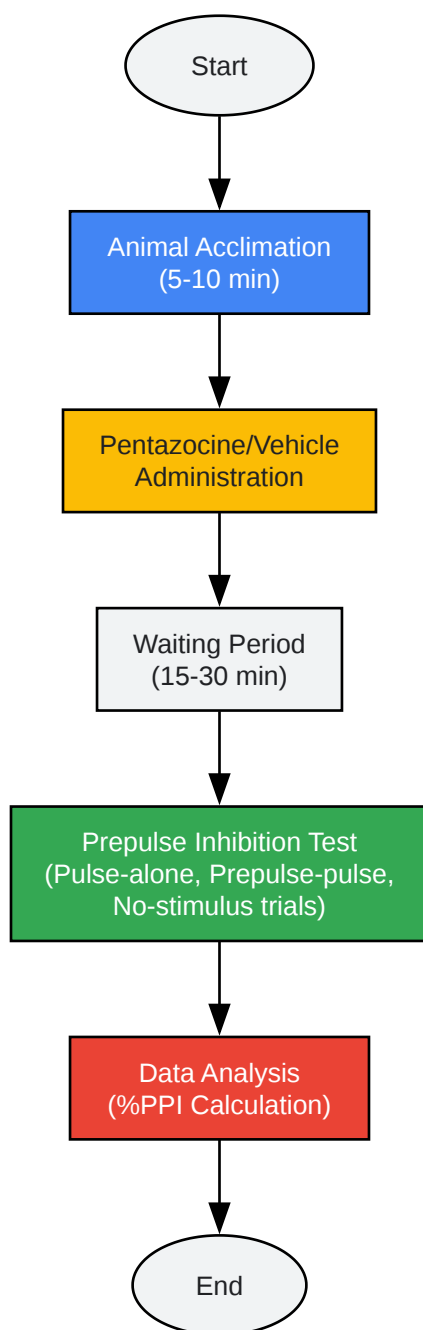 Start
Animal Acclimation
(5-10 min)
Pentazocine/Vehicle
Administration
Waiting Period
(15-30 min)
Prepulse Inhibition Test
(Pulse-alone, Prepulse-pulse,
No-stimulus trials)
Data Analysis
(%PPI Calculation)
End